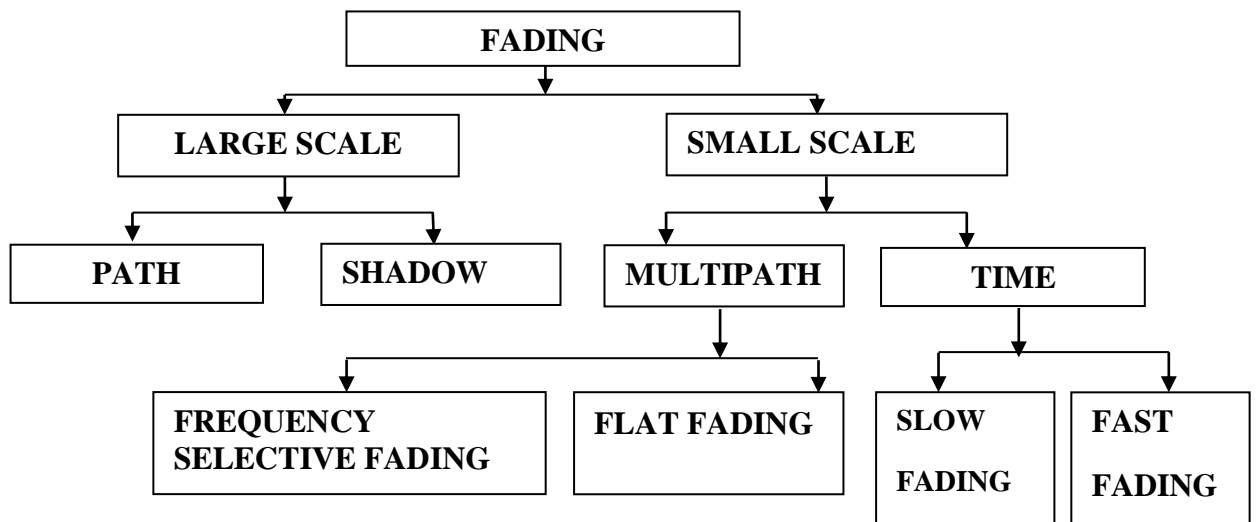 FADING
LARGE SCALE
SMALL SCALE
PATH
SHADOW
MULTIPATH
TIME
FREQUENCY
SELECTIVE FADING
FLAT FADING
SLOW
FADING
FAST
FADING